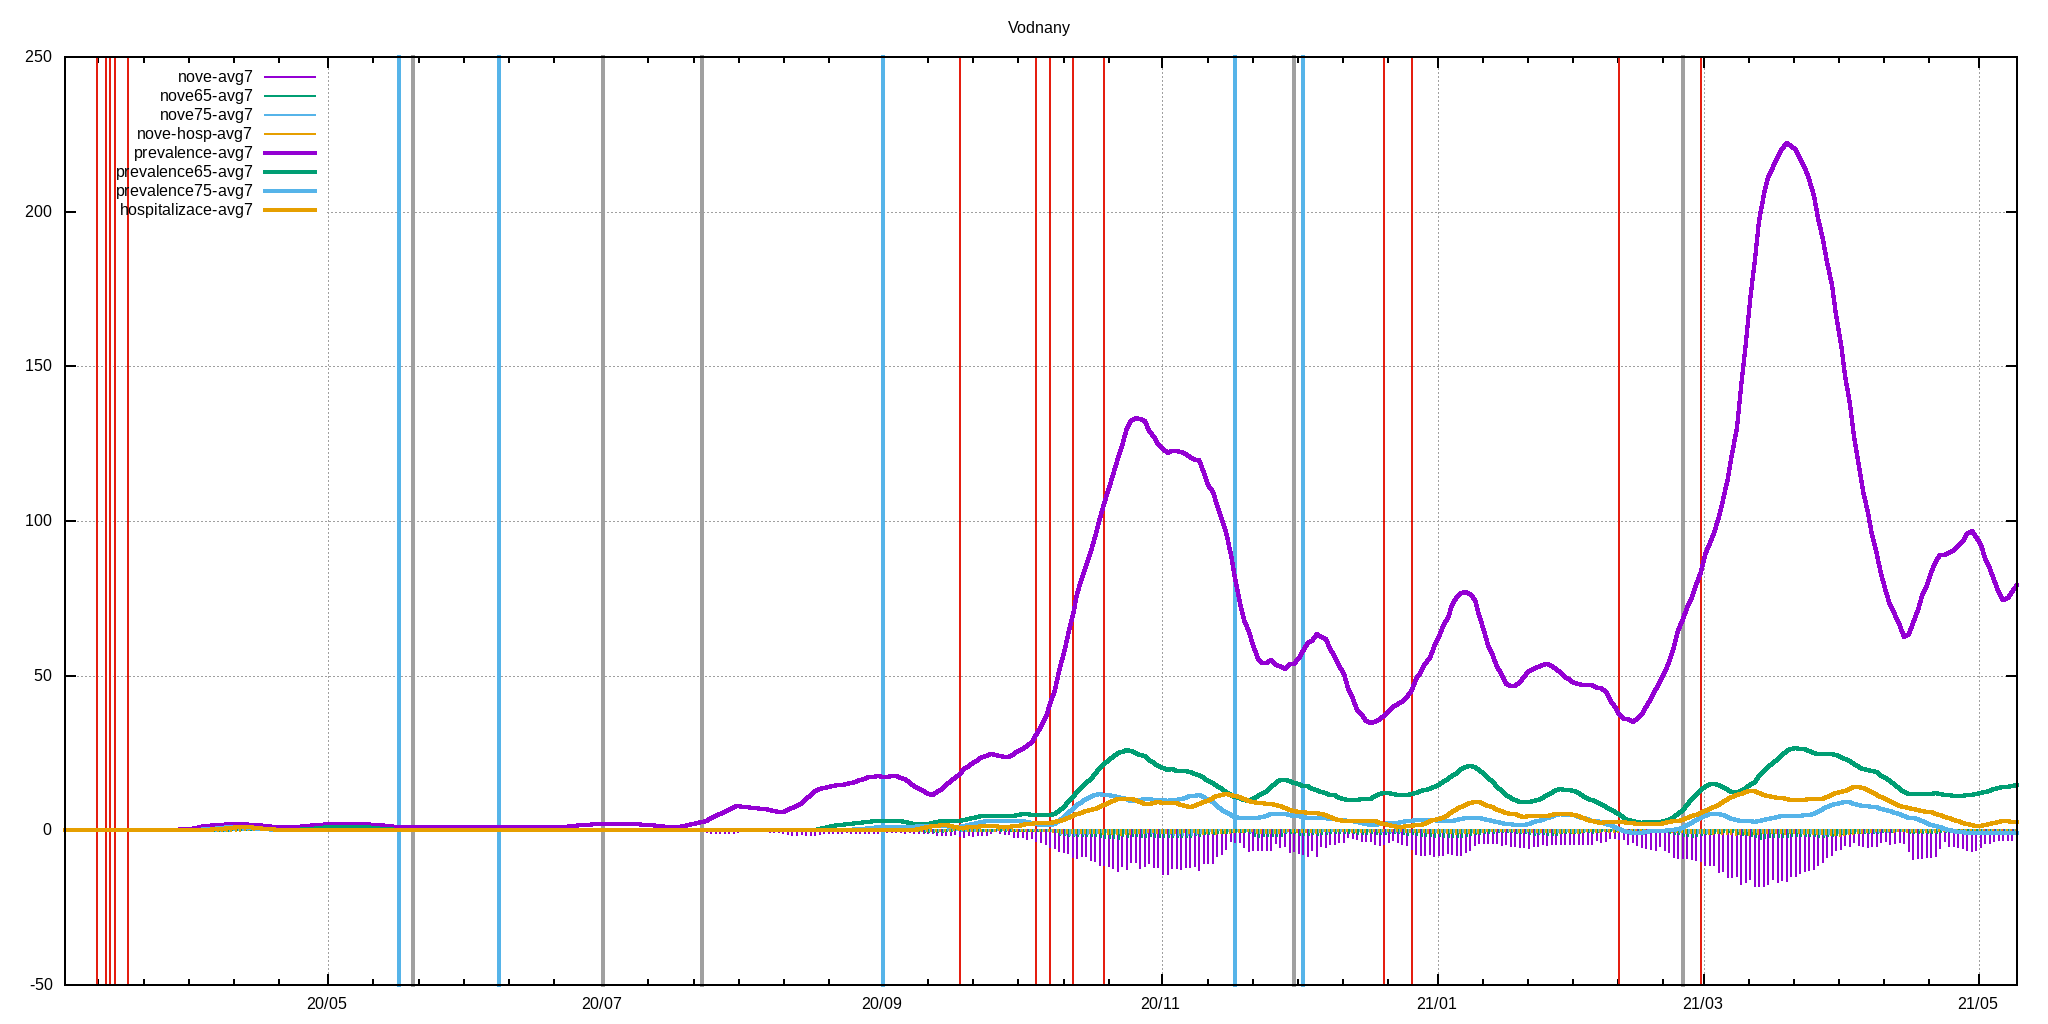 Vodnany
250
nove-avg7
nove65-avg7
nove75-avg7
nove-hosp-avg7
prevalence-avg7
prevalence65-avg7
prevalence75-avg7
hospitalizace-avg7
200
150
100
50
0
-50
20/05 20/07 20/09 20/11 21/01 21/03 21/05